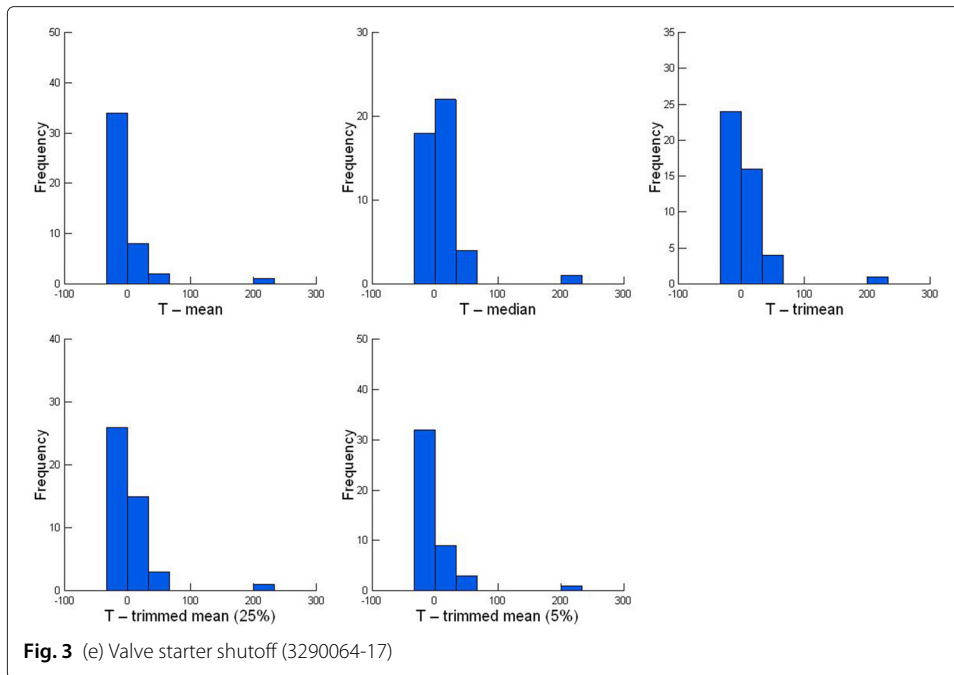 50
40
30
20
10
0
Frequency
-100 0 100 200 300
T – mean
30
20
10
0
Frequency
-100 0 100 200 300
T – median
35
30
25
20
15
10
5
0
Frequency
-100 0 100 200 300
T – trimean
40
30
20
10
0
Frequency
-100 0 100 200 300
T – trimmed mean (25%)
50
40
30
20
10
0
Frequency
-100 0 100 200 300
T – trimmed mean (5%)
Fig. 3 (e) Valve starter shutoff (3290064-17)